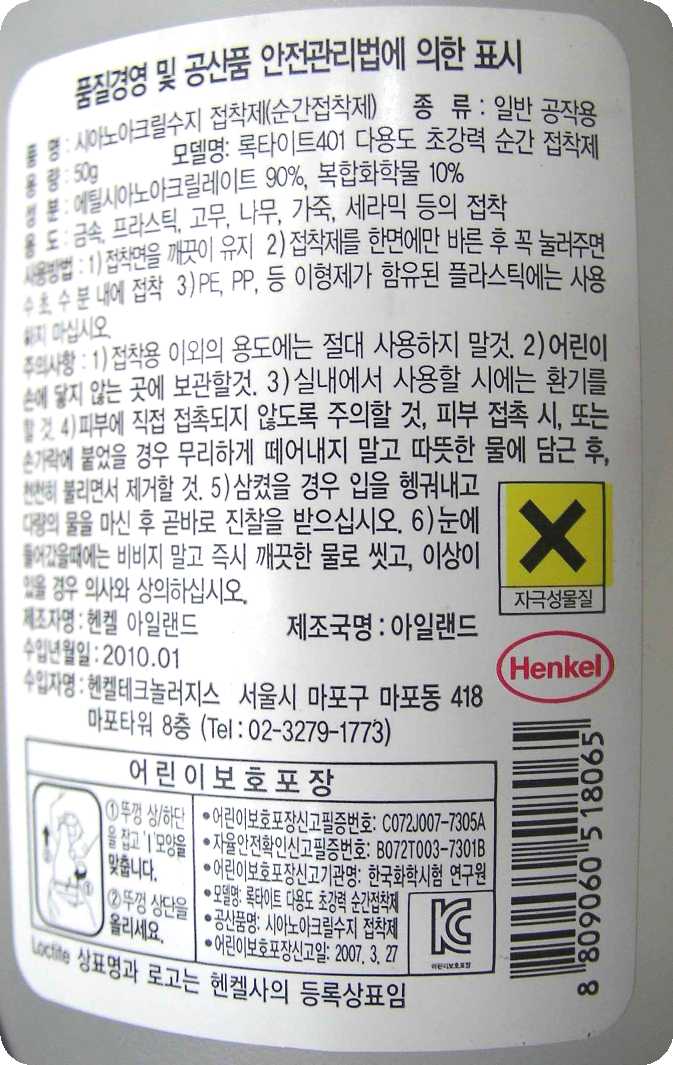 품질경영 및 공산품 안전관리법에 의한 표시
품 명 : 시아노아크릴수지 접착제(순간접착제) 종 류 : 일반 공작용
용 량 : 50g 모델명: 록타이트401 다용도 초강력 순간 접착제
성 분 : 에틸시아노아크릴레이트 90%, 복합화학물 10%
용 도 : 금속, 프라스틱, 고무, 나무, 가죽, 세라믹 등의 접착
사용방법 : 1) 접착면을 깨끗이 유지 2) 접착제를 한면에만 바른 후 꼭 눌러주면
수 초, 수 분 내에 접착 3) PE, PP, 등 이형제가 함유된 플라스틱에는 사용
하지 마십시오
주의사항 : 1) 접착용 이외의 용도에는 절대 사용하지 말것. 2) 어린이
손에 닿지 않는 곳에 보관할것. 3) 실내에서 사용할 시에는 환기를
할 것. 4) 피부에 직접 접촉되지 않도록 주의할 것, 피부 접촉 시, 또는
손가락에 붙었을 경우 무리하게 떼어내지 말고 따뜻한 물에 담근 후,
천천히 불리면서 제거할 것. 5) 삼켰을 경우 입을 헹궈내고
다량의 물을 마신 후 곧바로 진찰을 받으십시오. 6) 눈에
들어갔을때에는 비비지 말고 즉시 깨끗한 물로 씻고, 이상이
있을 경우 의사와 상의하십시오.
자극성물질
제조자명 : 헨켈 아일랜드 제조국명 : 아일랜드
수입년월일 : 2010.01
Henkel
수입자명 : 헨켈테크놀러지스 서울시 마포구 마포동 418
마포타워 8층 (Tel : 02-3279-1773)
어린이보호포장
①뚜껑 상/하단
을 잡고 'I'모양을
맞춥니다.
②뚜껑 상단을
올리세요.
①
• 어린이보호포장신고필증번호: C072J007-7305A
• 자율안전확인신고필증번호: B072T003-7301B
• 어린이보호포장신고기관명: 한국화학시험 연구원
• 모델명: 록타이트 다용도 초강력 순간접착제
• 공산품명: 시아노아크릴수지 접착제
• 어린이보호포장신고일: 2007. 3. 27
KC
어린이보호포장
8 809060 518065
Loctite 상표명과 로고는 헨켈사의 등록상표임